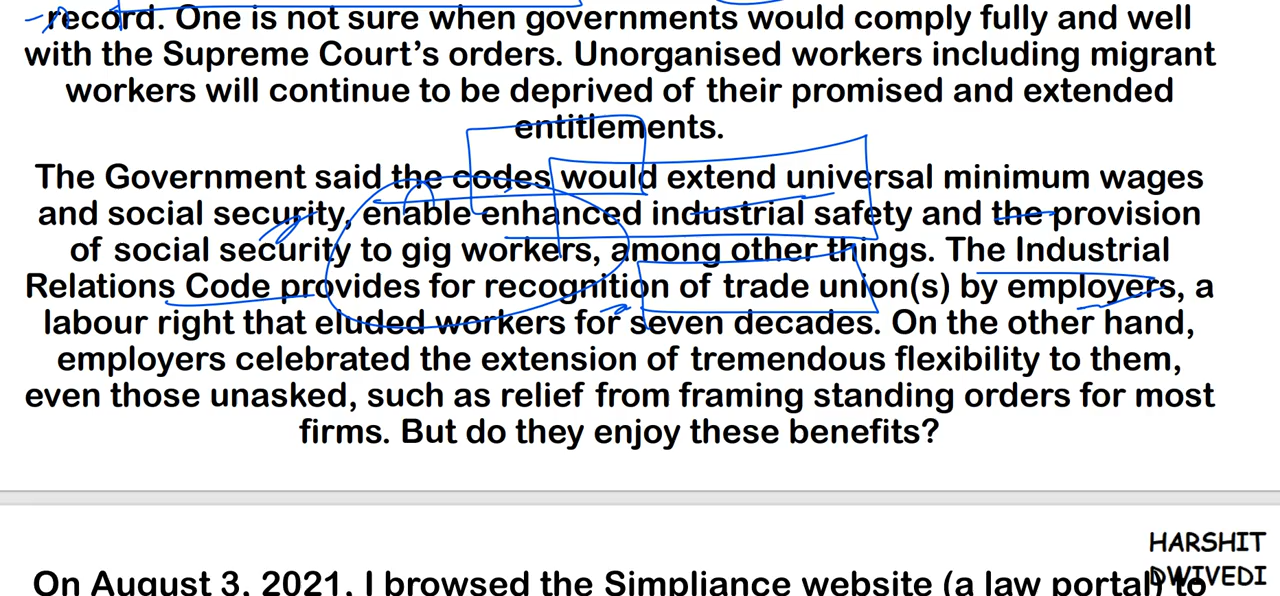 record. One is not sure when governments would comply fully and well
with the Supreme Court's orders. Unorganised workers including migrant
workers will continue to be deprived of their promised and extended
entitlements.
The Government said the codes would extend universal minimum wages
and social security, enable enhanced industrial safety and the provision
of social security to gig workers, among other things. The Industrial
Relations Code provides for recognition of trade union(s) by employers, a
labour right that eluded workers for seven decades. On the other hand,
employers celebrated the extension of tremendous flexibility to them,
even those unasked, such as relief from framing standing orders for most
firms. But do they enjoy these benefits?
HARSHIT
DWIVEDI
On August 3, 2021, I browsed the Simpliance website (a law portal) to